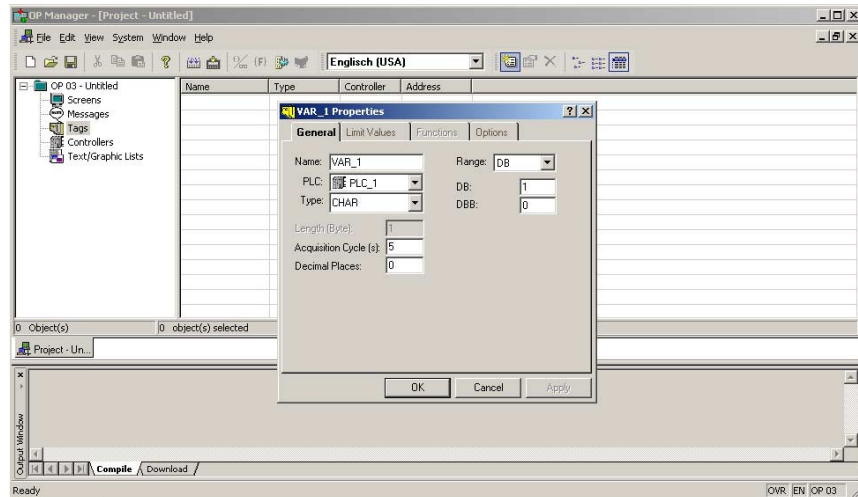 OP Manager - [Project - Untitled]
File Edit View System Window Help
Englisch (USA)
OP 03 - Untitled
Screens
Messages
Tags
Controllers
Text/Graphic Lists
Name Type Controller Address
VAR_1 Properties
General Limit Values Functions Options
Name: VAR_1 Range: DB
PLC: PLC_1 DB: 1
Type: CHAR DBB: 0
Length (Byte): 1
Acquisition Cycle (s): 5
Decimal Places: 0
OK Cancel Apply
0 Object(s) 0 object(s) selected
Project - Un...
Output Window
Compile Download
Ready OVR EN OP 03